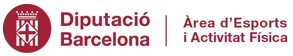 Diputació
Barcelona
Àrea d'Esports
i Activitat Física